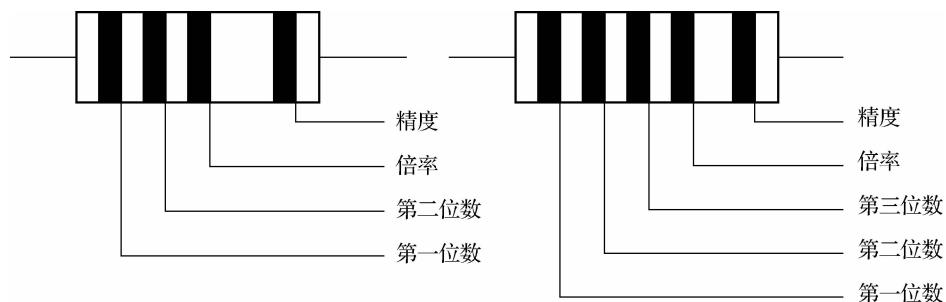 精度
倍率
第二位数
第一位数
精度
倍率
第三位数
第二位数
第一位数